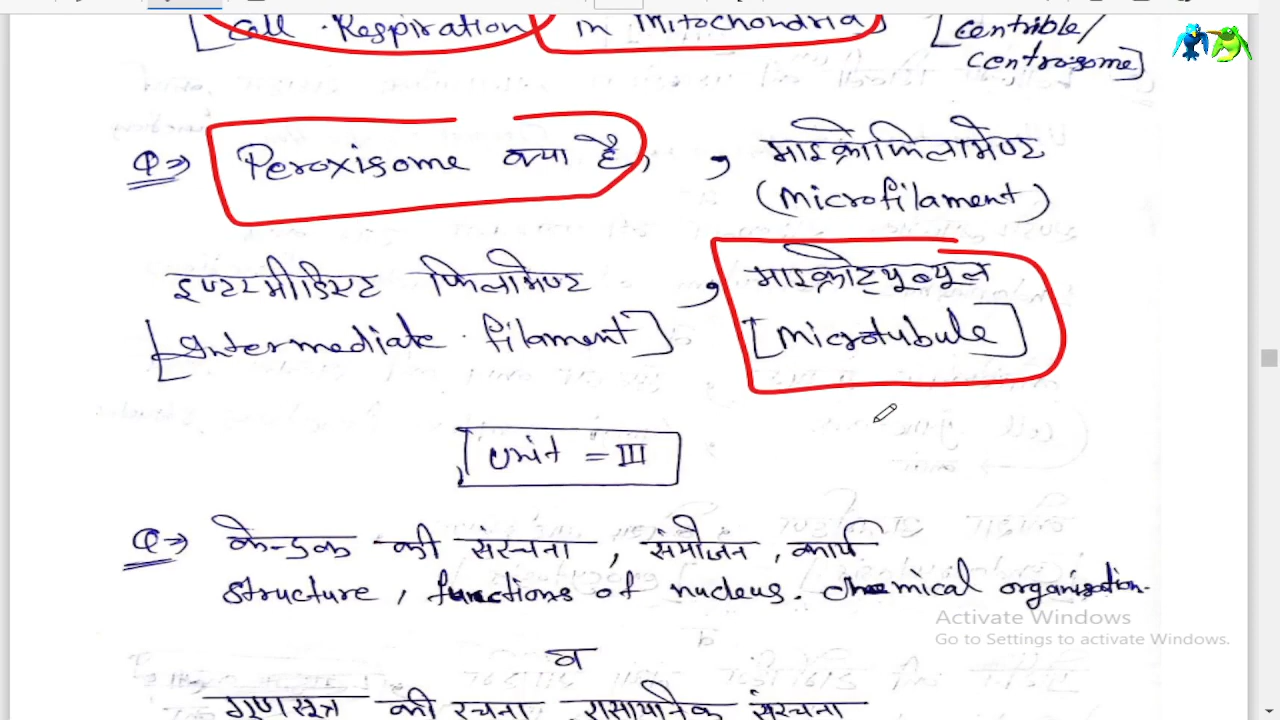 [Cell Respiration in Mitochondria] [centrible/
centrosome]
Q⇒ Peroxisome क्या है, , माइक्रोफिलामेण्ट
(Microfilament)
इण्टरमीडिएट फिलामेण्ट , माइक्रोट्यूब्यूल
[Intermediate filament] [Microtubule]
Unit = III
Q⇒ केन्द्रक की संरचना, संगठन, कार्य
structure, functions of nucleus. Chemical organisation.
Activate Windows
Go to Settings to activate Windows.
व
गुणसूत्र की रचना रासायनिक संरचना